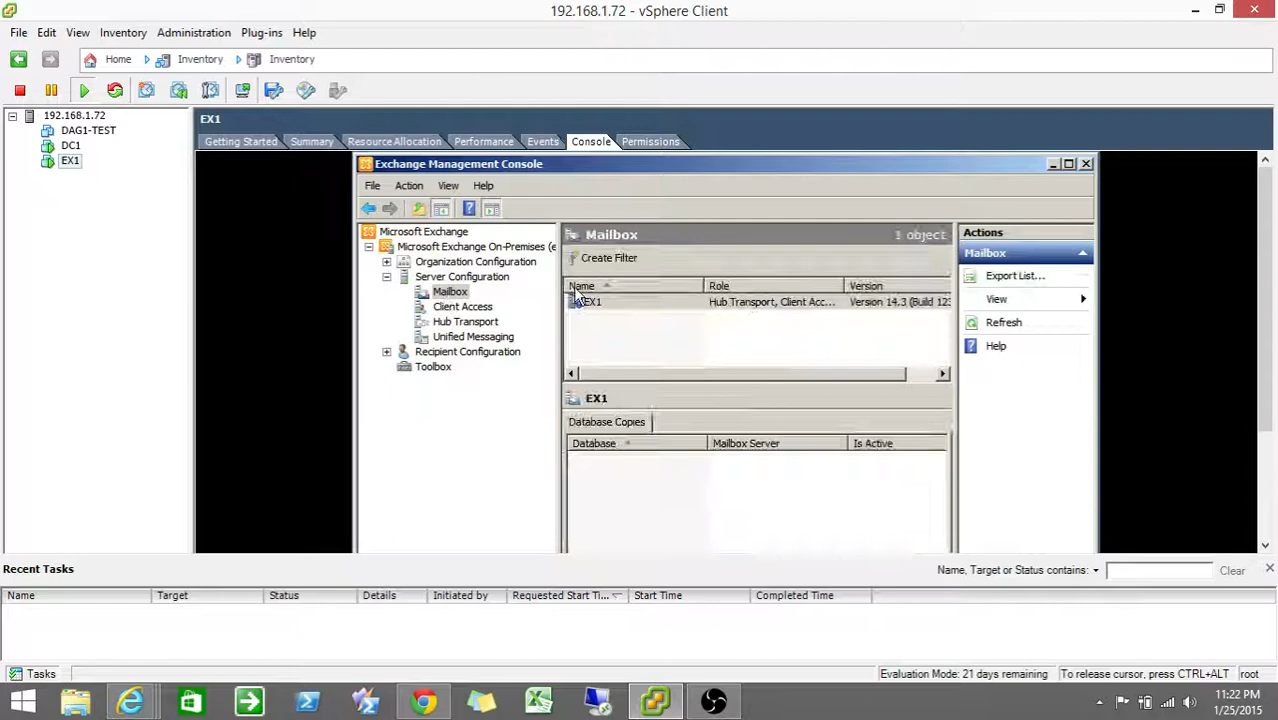 192.168.1.72 - vSphere Client
File Edit View Inventory Administration Plug-ins Help
Home Inventory Inventory
192.168.1.72
DAG1-TEST
DC1
EX1
EX1
Getting Started Summary Resource Allocation Performance Events Console Permissions
Exchange Management Console
File Action View Help
Microsoft Exchange
Microsoft Exchange On-Premises (e
Organization Configuration
Server Configuration
Mailbox
Client Access
Hub Transport
Unified Messaging
Recipient Configuration
Toolbox
Mailbox 1 object
Create Filter
Name Role Version
EX1 Hub Transport, Client Acc... Version 14.3 (Build 123
EX1
Database Copies
Database Mailbox Server Is Active
Actions
Mailbox
Export List...
View
Refresh
Help
Recent Tasks
Name, Target or Status contains: Clear
Name Target Status Details Initiated by Requested Start Ti... Start Time Completed Time
Tasks
Evaluation Mode: 21 days remaining To release cursor, press CTRL+ALT root
11:22 PM
1/25/2015